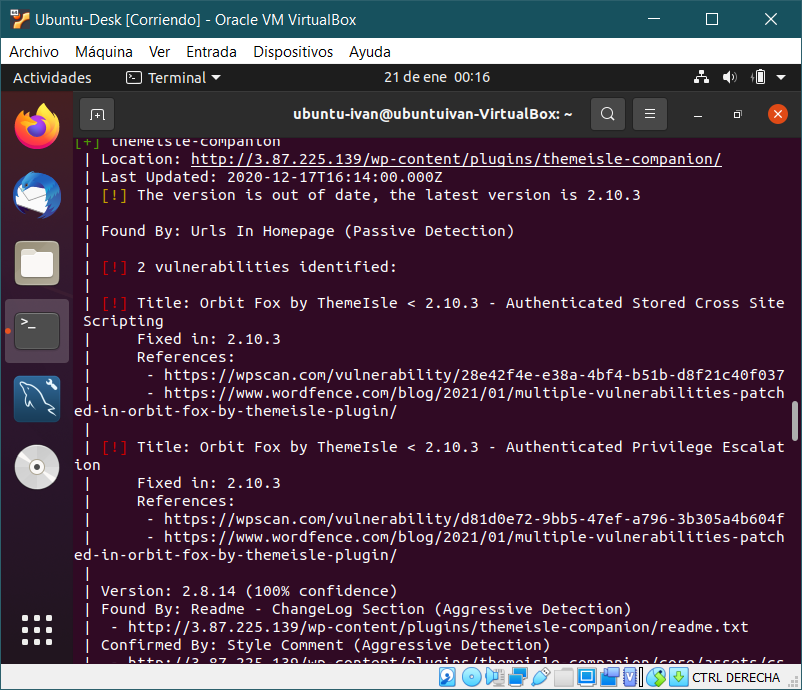 Ubuntu-Desk [Corriendo] - Oracle VM VirtualBox
Archivo Máquina Ver Entrada Dispositivos Ayuda
Actividades Terminal 21 de ene 00:16
ubuntu-ivan@ubuntuivan-VirtualBox: ~
[+] themeisle-companion
| Location: http://3.87.225.139/wp-content/plugins/themeisle-companion/
| Last Updated: 2020-12-17T16:14:00.000Z
| [!] The version is out of date, the latest version is 2.10.3
|
| Found By: Urls In Homepage (Passive Detection)
|
| [!] 2 vulnerabilities identified:
|
| [!] Title: Orbit Fox by ThemeIsle < 2.10.3 - Authenticated Stored Cross Site
Scripting
|     Fixed in: 2.10.3
|     References:
|      - https://wpscan.com/vulnerability/28e42f4e-e38a-4bf4-b51b-d8f21c40f037
|      - https://www.wordfence.com/blog/2021/01/multiple-vulnerabilities-patch
ed-in-orbit-fox-by-themeisle-plugin/
|
| [!] Title: Orbit Fox by ThemeIsle < 2.10.3 - Authenticated Privilege Escalat
ion
|     Fixed in: 2.10.3
|     References:
|      - https://wpscan.com/vulnerability/d81d0e72-9bb5-47ef-a796-3b305a4b604f
|      - https://www.wordfence.com/blog/2021/01/multiple-vulnerabilities-patch
ed-in-orbit-fox-by-themeisle-plugin/
|
| Version: 2.8.14 (100% confidence)
| Found By: Readme - ChangeLog Section (Aggressive Detection)
|  - http://3.87.225.139/wp-content/plugins/themeisle-companion/readme.txt
| Confirmed By: Style Comment (Aggressive Detection)
|  - http://3.87.225.139/wp-content/plugins/themeisle-companion/core/assets/cs
CTRL DERECHA